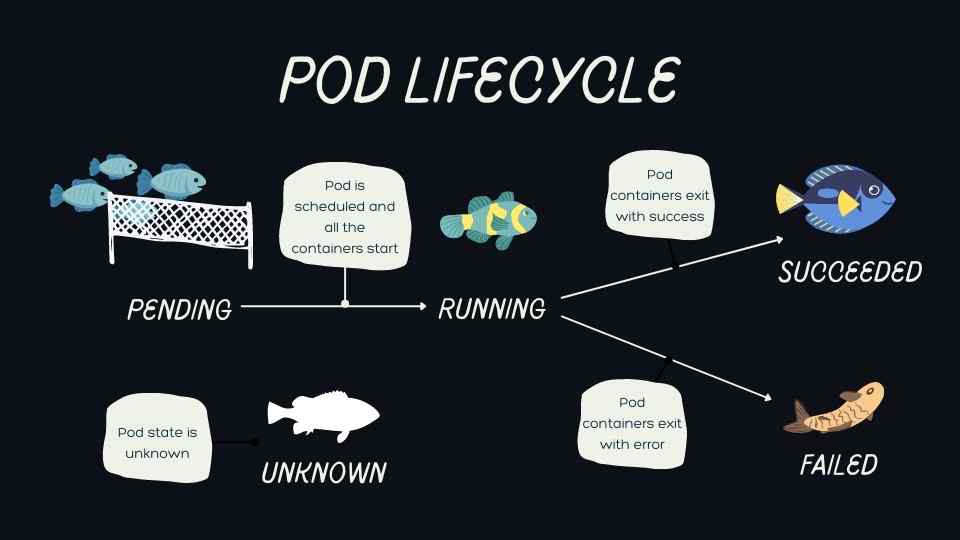 POD LIFECYCLE
Pod is
scheduled and
all the
containers start
Pod
containers exit
with success
SUCCEEDED
PENDING
RUNNING
Pod state is
unknown
UNKNOWN
Pod
containers exit
with error
FAILED